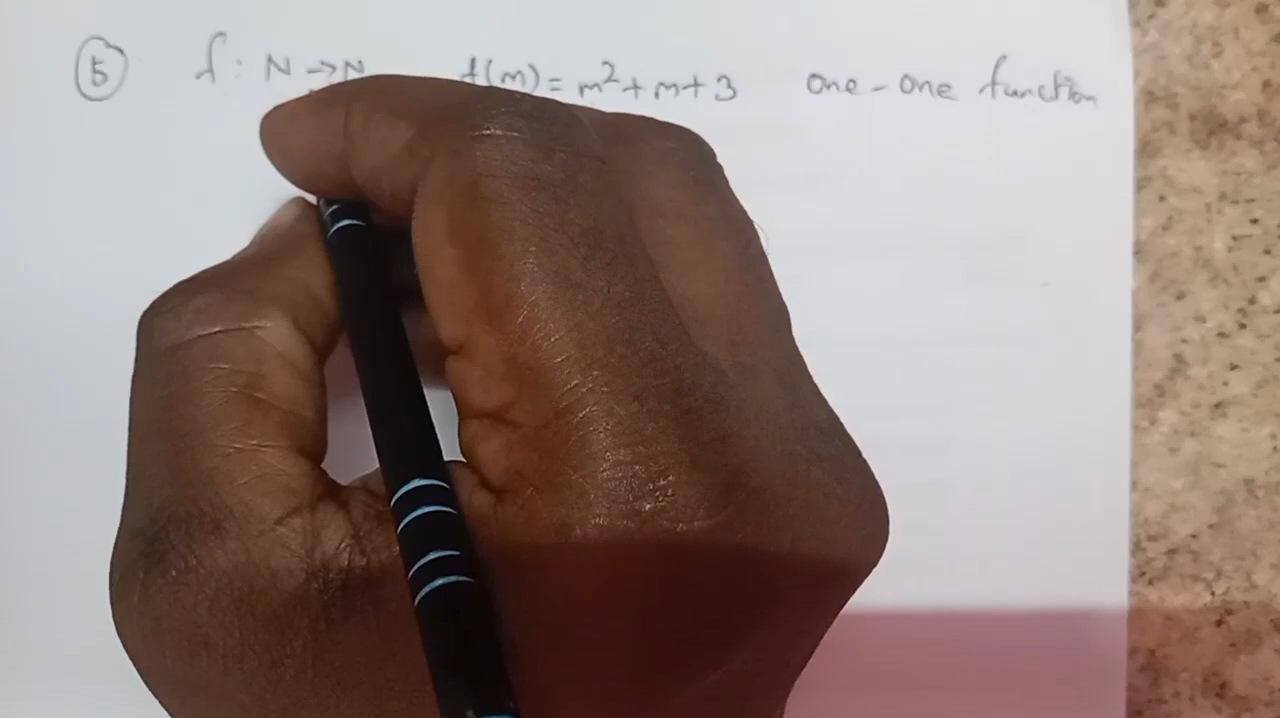 5 f : N → N f(m) = m² + m + 3 one - one function